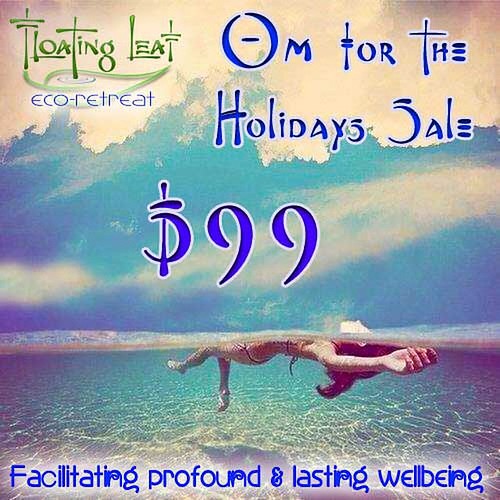 Floating Leaf
eco-retreat
Om for the
Holidays Sale
$99
Facilitating profound & lasting wellbeing